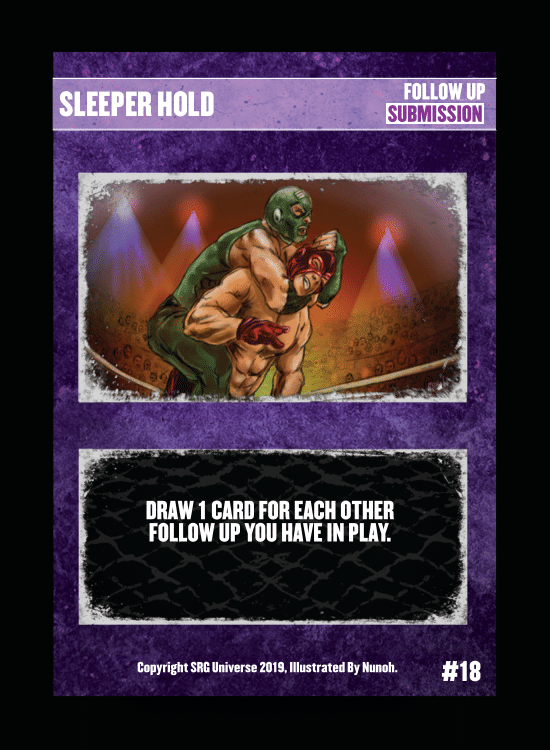 SLEEPER HOLD
FOLLOW UP
SUBMISSION
DRAW 1 CARD FOR EACH OTHER
FOLLOW UP YOU HAVE IN PLAY.
Copyright SRG Universe 2019, Illustrated By Nunoh.
#18